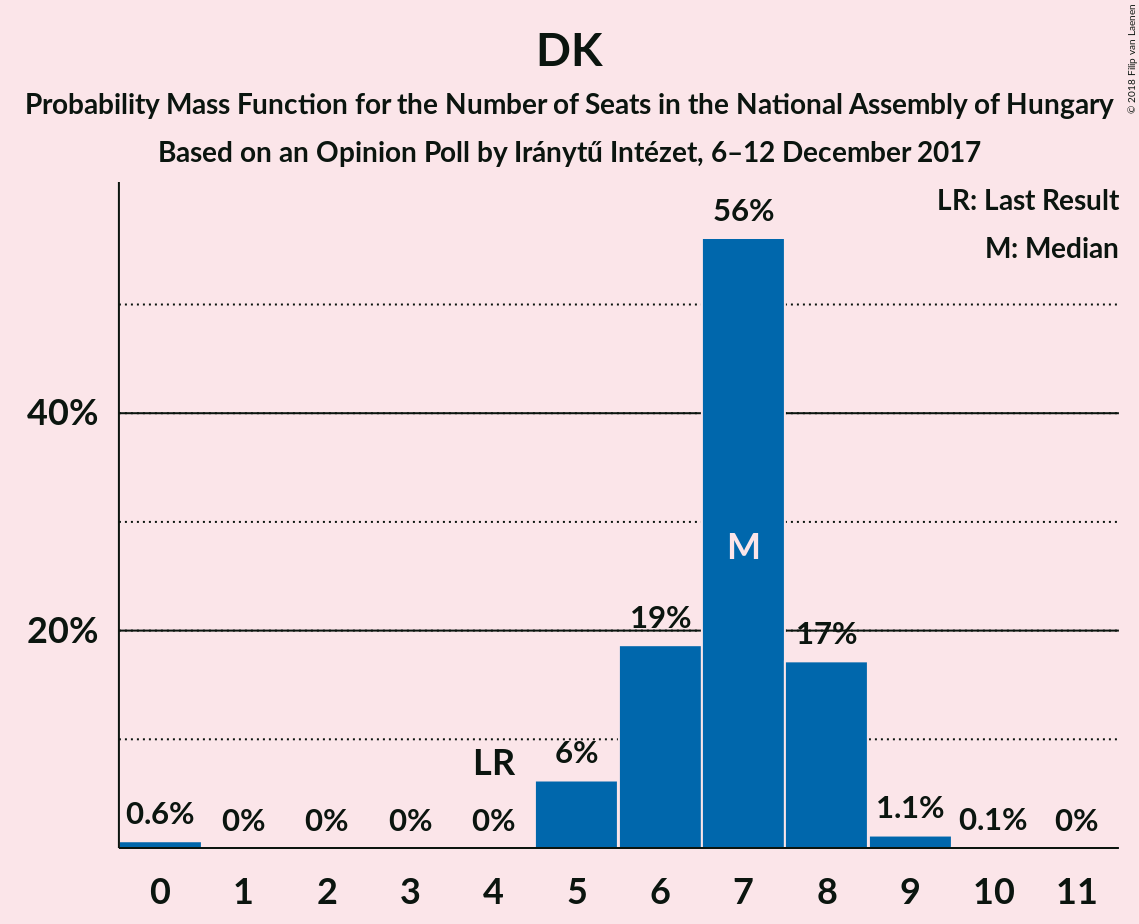 DK
Probability Mass Function for the Number of Seats in the National Assembly of Hungary
Based on an Opinion Poll by Iránytű Intézet, 6–12 December 2017
© 2018 Filip van Laenen
LR: Last Result
M: Median
56%
40%
M
20%
19%
17%
LR
6%
0.6%
0%
0%
0%
0%
1.1%
0.1%
0%
0 1 2 3 4 5 6 7 8 9 10 11